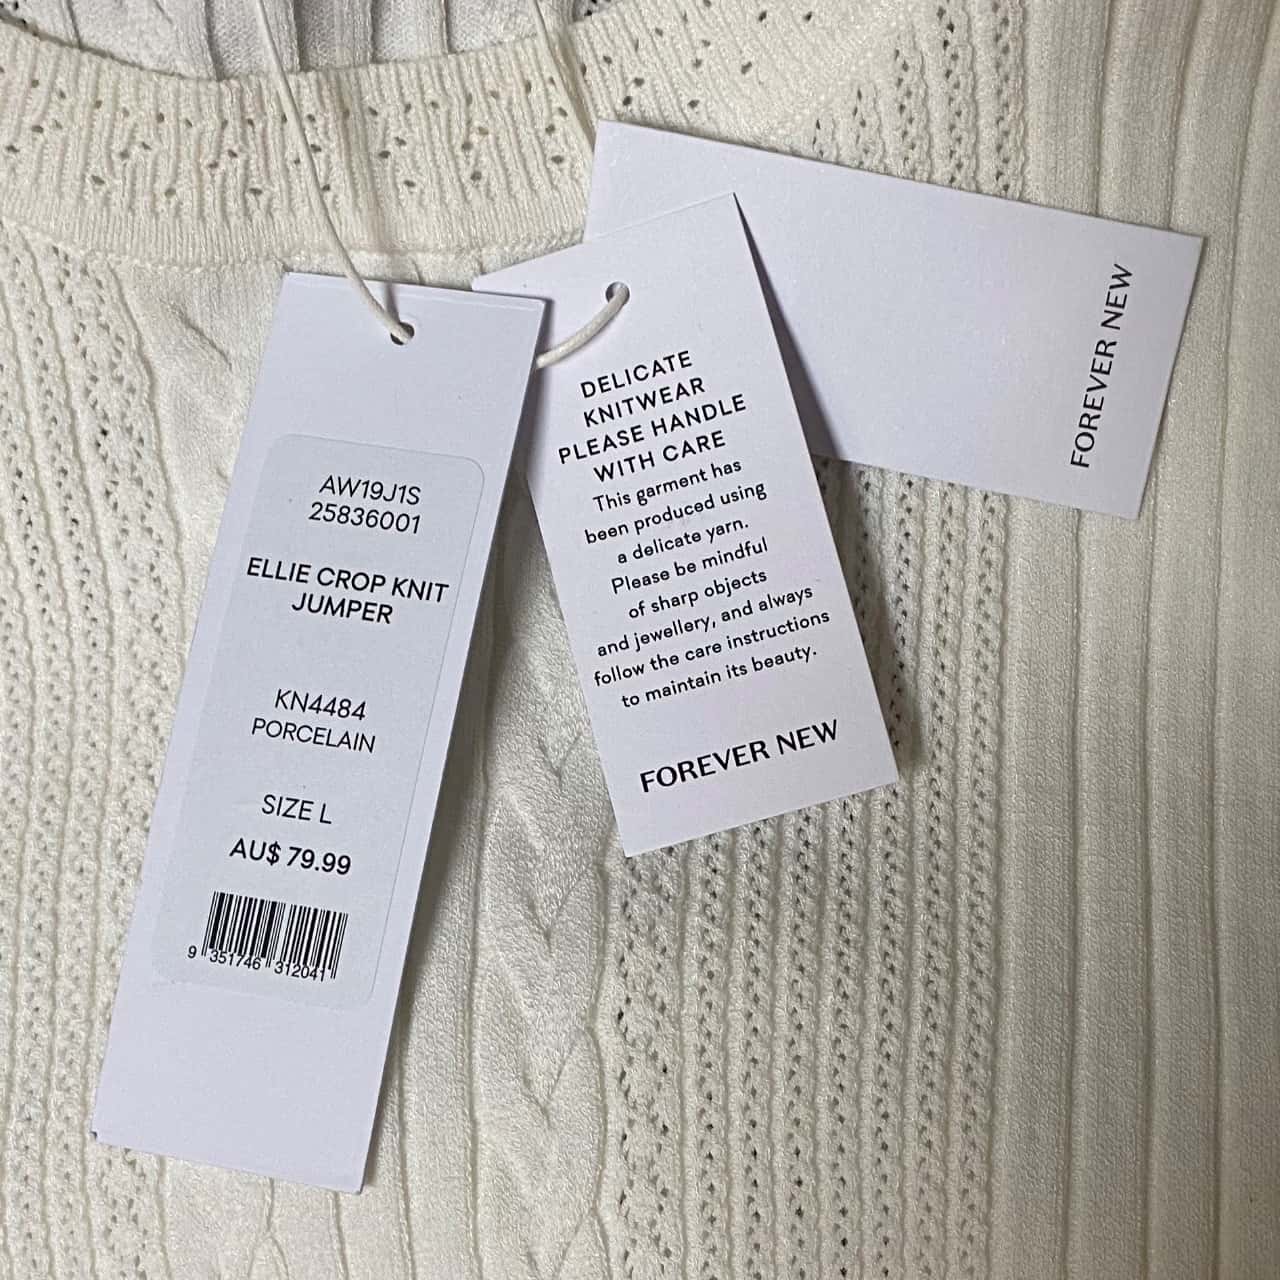 AW19J1S
25836001
ELLIE CROP KNIT
JUMPER
KN4484
PORCELAIN
SIZE L
AU$ 79.99
9 351746 312041
DELICATE
KNITWEAR
PLEASE HANDLE
WITH CARE
This garment has
been produced using
a delicate yarn.
Please be mindful
of sharp objects
and jewellery, and always
follow the care instructions
to maintain its beauty.
FOREVER NEW
FOREVER NEW